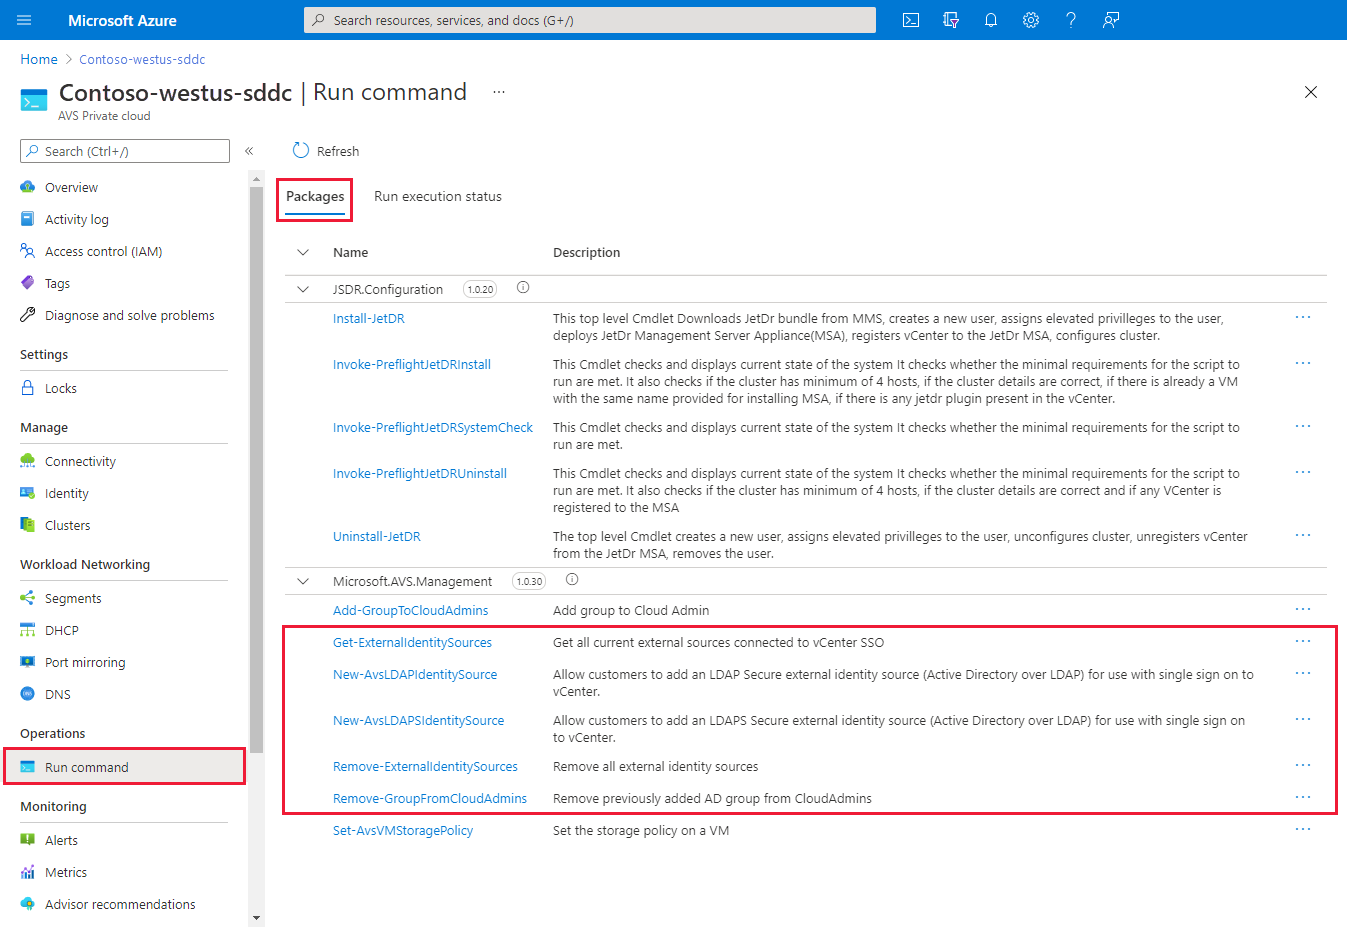 Microsoft Azure
Search resources, services, and docs (G+/)
Home > Contoso-westus-sddc
Contoso-westus-sddc | Run command ...
AVS Private cloud
Search (Ctrl+/)
«
Refresh
Overview
Activity log
Access control (IAM)
Tags
Diagnose and solve problems
Settings
Locks
Manage
Connectivity
Identity
Clusters
Workload Networking
Segments
DHCP
Port mirroring
DNS
Operations
Run command
Monitoring
Alerts
Metrics
Advisor recommendations
Packages Run execution status
Name Description
JSDR.Configuration 1.0.20
Install-JetDR This top level Cmdlet Downloads JetDr bundle from MMS, creates a new user, assigns elevated privilleges to the user, ...
deploys JetDr Management Server Appliance(MSA), registers vCenter to the JetDr MSA, configures cluster.
Invoke-PreflightJetDRInstall This Cmdlet checks and displays current state of the system It checks whether the minimal requirements for the script to ...
run are met. It also checks if the cluster has minimum of 4 hosts, if the cluster details are correct, if there is already a VM
with the same name provided for installing MSA, if there is any jetdr plugin present in the vCenter.
Invoke-PreflightJetDRSystemCheck This Cmdlet checks and displays current state of the system It checks whether the minimal requirements for the script to ...
run are met.
Invoke-PreflightJetDRUninstall This Cmdlet checks and displays current state of the system It checks whether the minimal requirements for the script to ...
run are met. It also checks if the cluster has minimum of 4 hosts, if the cluster details are correct and if any VCenter is
registered to the MSA
Uninstall-JetDR The top level Cmdlet creates a new user, assigns elevated privilleges to the user, unconfigures cluster, unregisters vCenter ...
from the JetDr MSA, removes the user.
Microsoft.AVS.Management 1.0.30
Add-GroupToCloudAdmins Add group to Cloud Admin ...
Get-ExternalIdentitySources Get all current external sources connected to vCenter SSO ...
New-AvsLDAPIdentitySource Allow customers to add an LDAP Secure external identity source (Active Directory over LDAP) for use with single sign on to ...
vCenter.
New-AvsLDAPSIdentitySource Allow customers to add an LDAPS Secure external identity source (Active Directory over LDAP) for use with single sign on ...
to vCenter.
Remove-ExternalIdentitySources Remove all external identity sources ...
Remove-GroupFromCloudAdmins Remove previously added AD group from CloudAdmins ...
Set-AvsVMStoragePolicy Set the storage policy on a VM ...